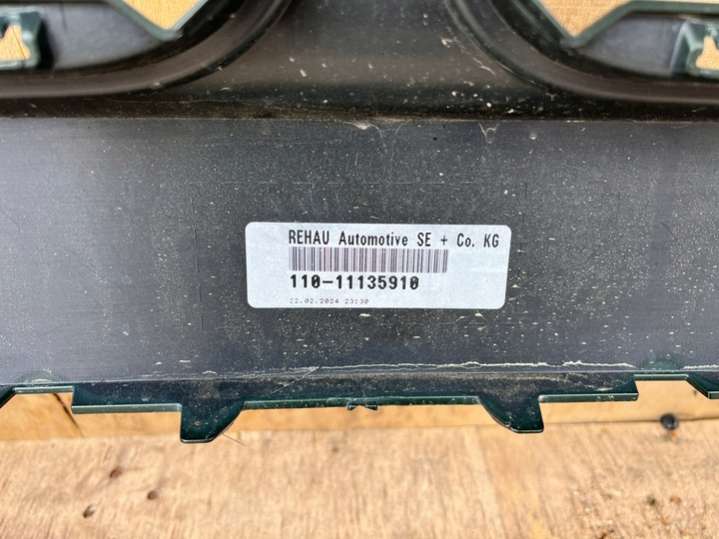 REHAU Automotive SE + Co. KG
110-11135910
22.02.2024 23:30